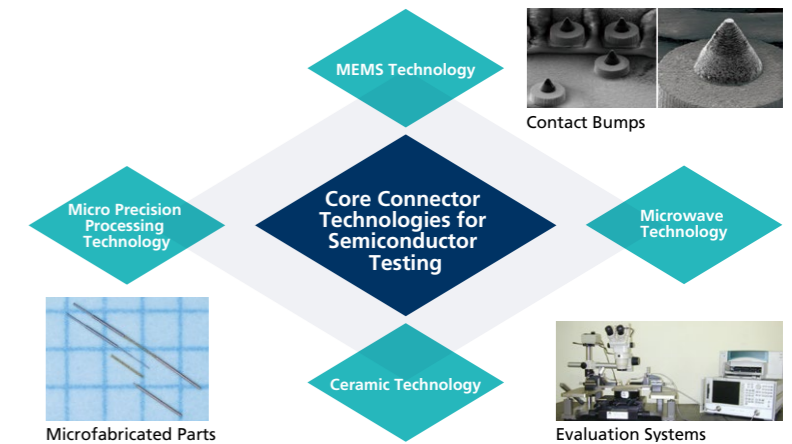 MEMS Technology
Contact Bumps
Core Connector
Technologies for
Semiconductor
Testing
Micro Precision
Processing
Technology
Microwave
Technology
Ceramic Technology
Microfabricated Parts
Evaluation Systems